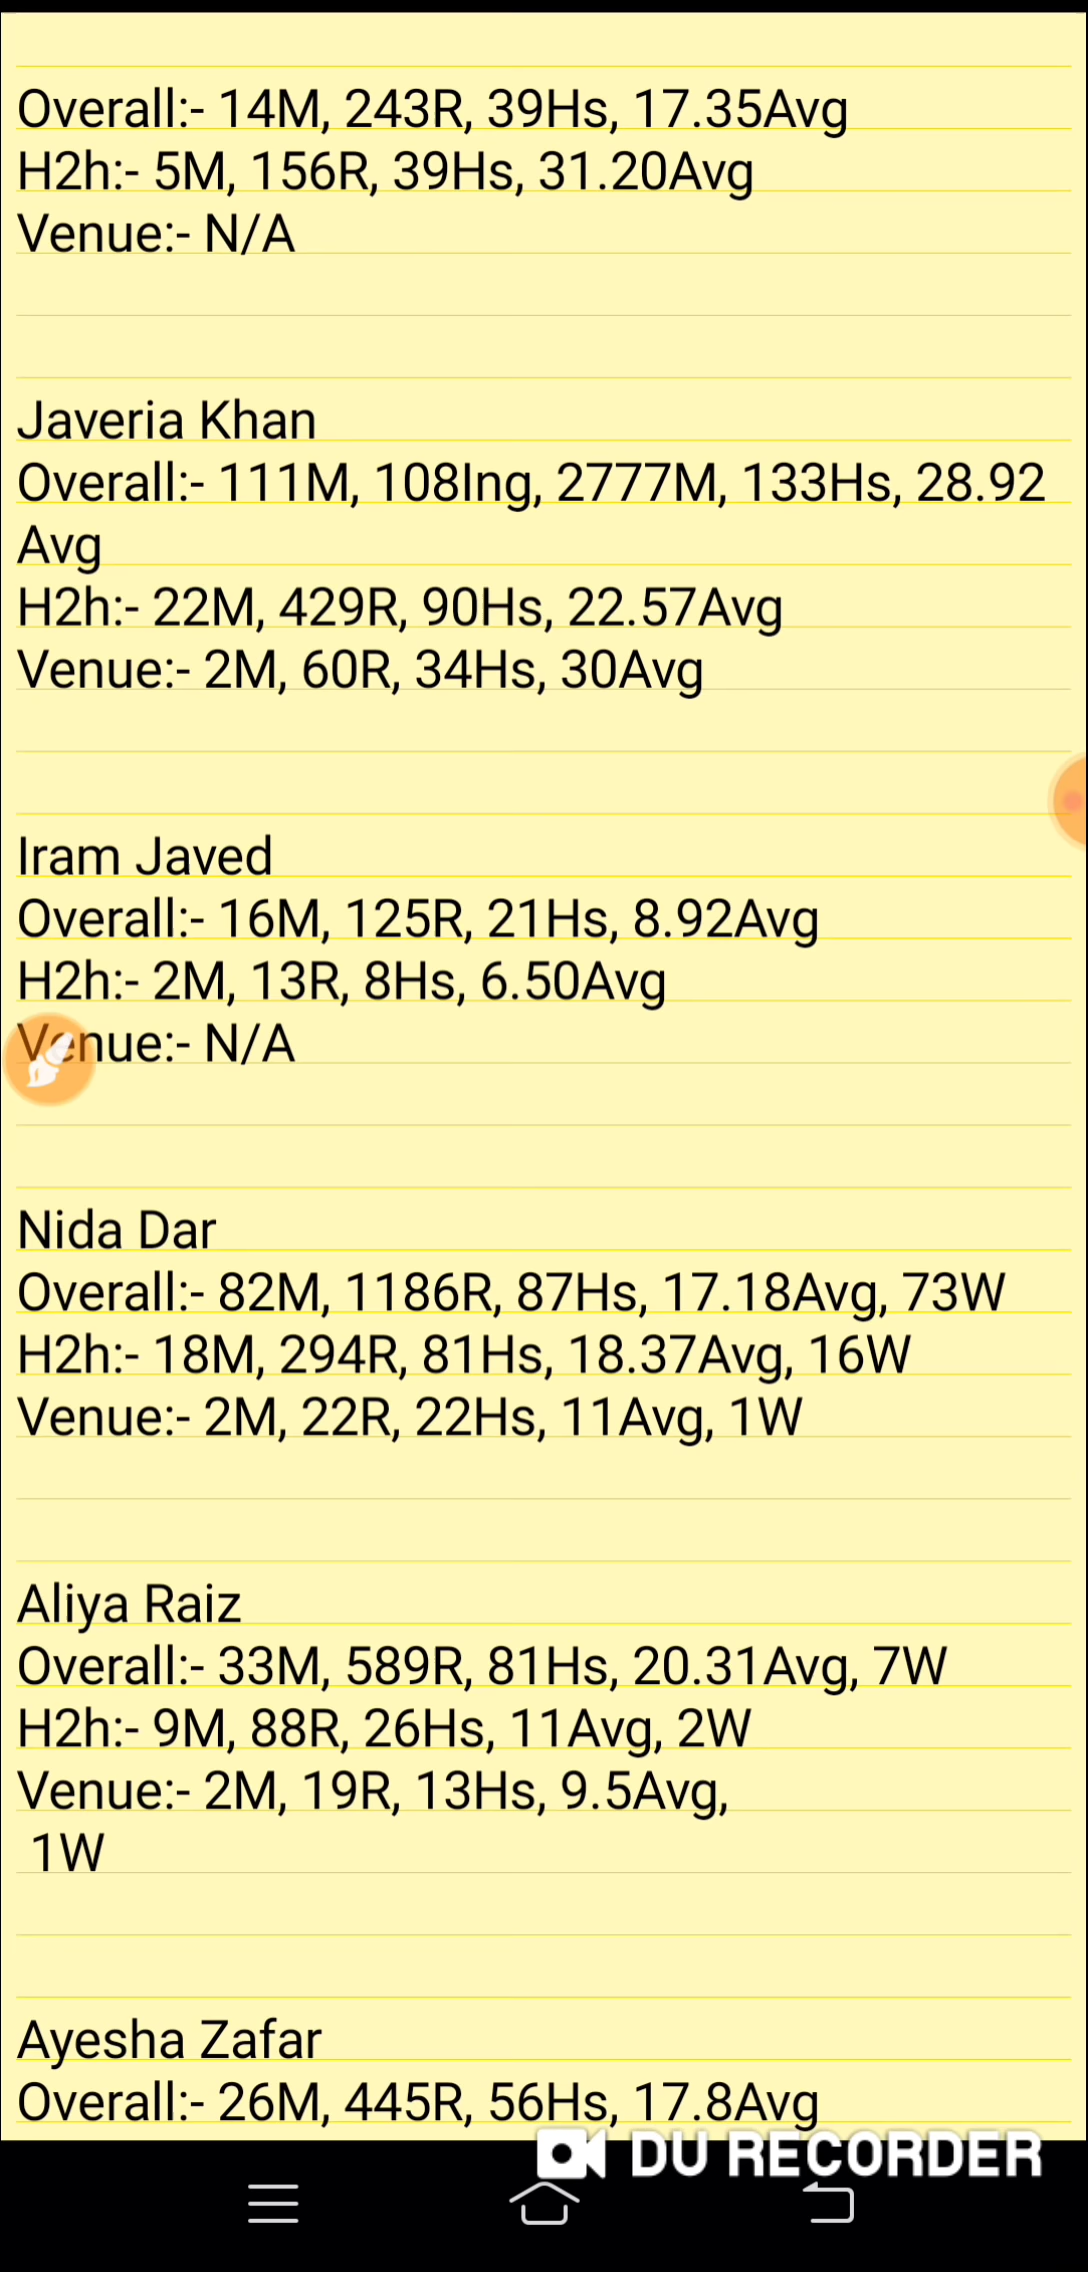 Overall:- 14M, 243R, 39Hs, 17.35Avg
H2h:- 5M, 156R, 39Hs, 31.20Avg
Venue:- N/A
Javeria Khan
Overall:- 111M, 108Ing, 2777M, 133Hs, 28.92
Avg
H2h:- 22M, 429R, 90Hs, 22.57Avg
Venue:- 2M, 60R, 34Hs, 30Avg
Iram Javed
Overall:- 16M, 125R, 21Hs, 8.92Avg
H2h:- 2M, 13R, 8Hs, 6.50Avg
Venue:- N/A
Nida Dar
Overall:- 82M, 1186R, 87Hs, 17.18Avg, 73W
H2h:- 18M, 294R, 81Hs, 18.37Avg, 16W
Venue:- 2M, 22R, 22Hs, 11Avg, 1W
Aliya Raiz
Overall:- 33M, 589R, 81Hs, 20.31Avg, 7W
H2h:- 9M, 88R, 26Hs, 11Avg, 2W
Venue:- 2M, 19R, 13Hs, 9.5Avg,
1W
Ayesha Zafar
Overall:- 26M, 445R, 56Hs, 17.8Avg
DU RECORDER